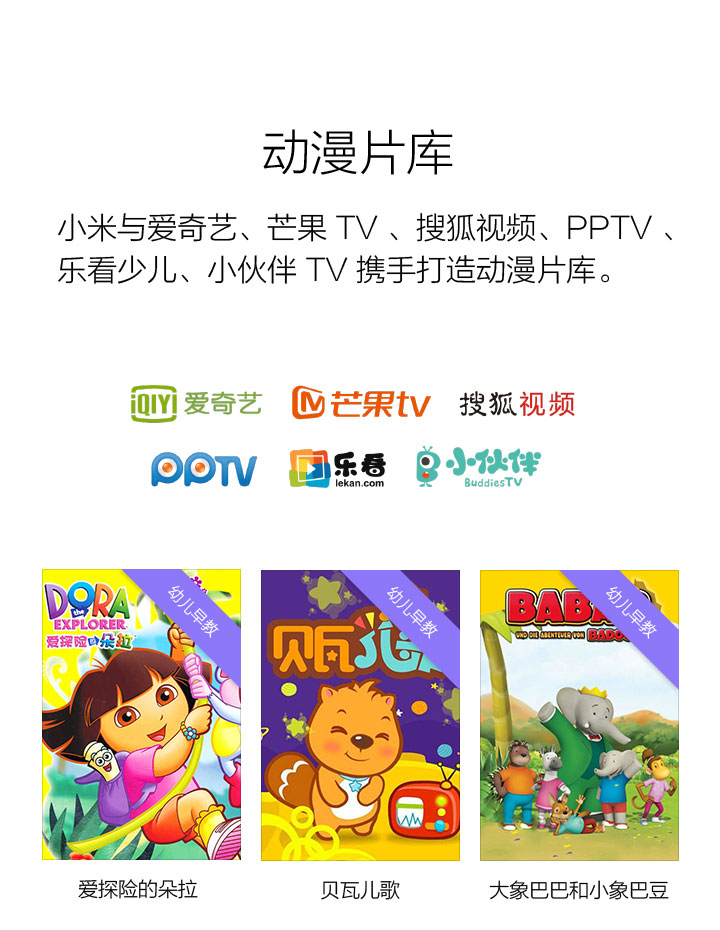 动漫片库
小米与爱奇艺、芒果 TV 、搜狐视频、PPTV 、
乐看少儿、小伙伴 TV 携手打造动漫片库。
iQIY 爱奇艺
芒果tv
搜狐视频
PPTV
乐看
lekan.com
小伙伴
BuddiesTV
DORA
the
EXPLORER
爱探险的朵拉
幼儿早教
贝瓦儿
幼儿早教
BABA
UND DIE ABENTEUER VON BADO
幼儿早教
爱探险的朵拉
贝瓦儿歌
大象巴巴和小象巴豆